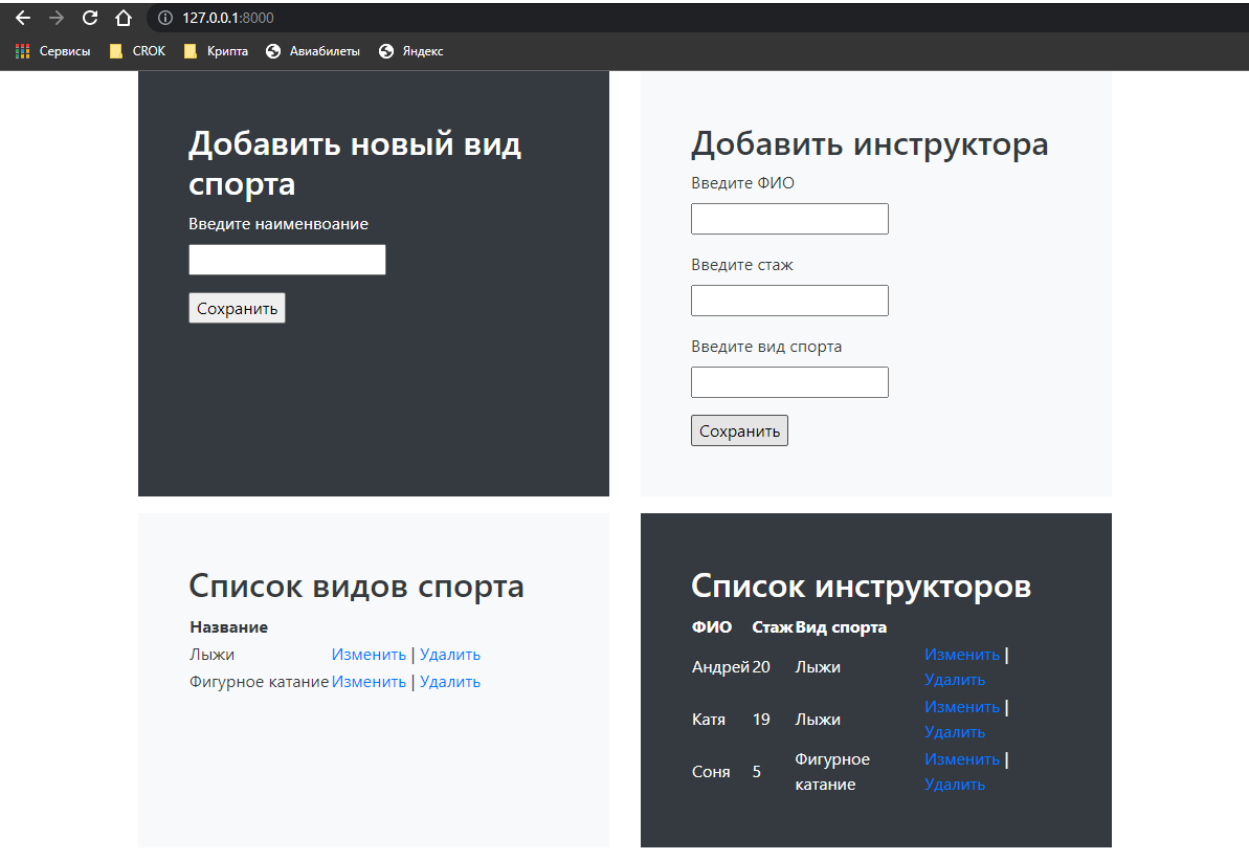 127.0.0.1:8000
Сервисы CROK Крипта Авиабилеты Яндекс
Добавить новый вид
спорта
Введите наименвоание
Сохранить
Добавить инструктора
Введите ФИО
Введите стаж
Введите вид спорта
Сохранить
Список видов спорта
Название
Лыжи Изменить | Удалить
Фигурное катание Изменить | Удалить
Список инструкторов
ФИО Стаж Вид спорта
Андрей 20 Лыжи Изменить |
Удалить
Катя 19 Лыжи Изменить |
Удалить
Соня 5 Фигурное Изменить |
катание Удалить